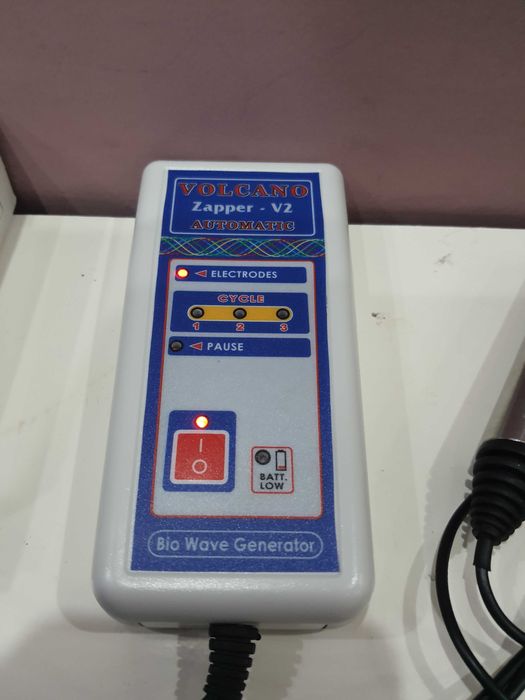 VOLCANO
Zapper - V2
AUTOMATIC
ELECTRODES
CYCLE
1 2 3
PAUSE
I
O
BATT.
LOW
Bio Wave Generator